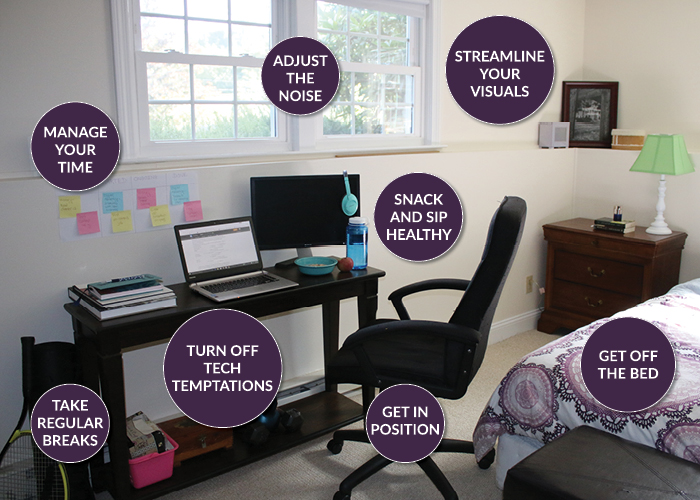 ADJUST
THE
NOISE
STREAMLINE
YOUR
VISUALS
MANAGE
YOUR
TIME
SNACK
AND SIP
HEALTHY
TURN OFF
TECH
TEMPTATIONS
GET OFF
THE BED
TAKE
REGULAR
BREAKS
GET IN
POSITION